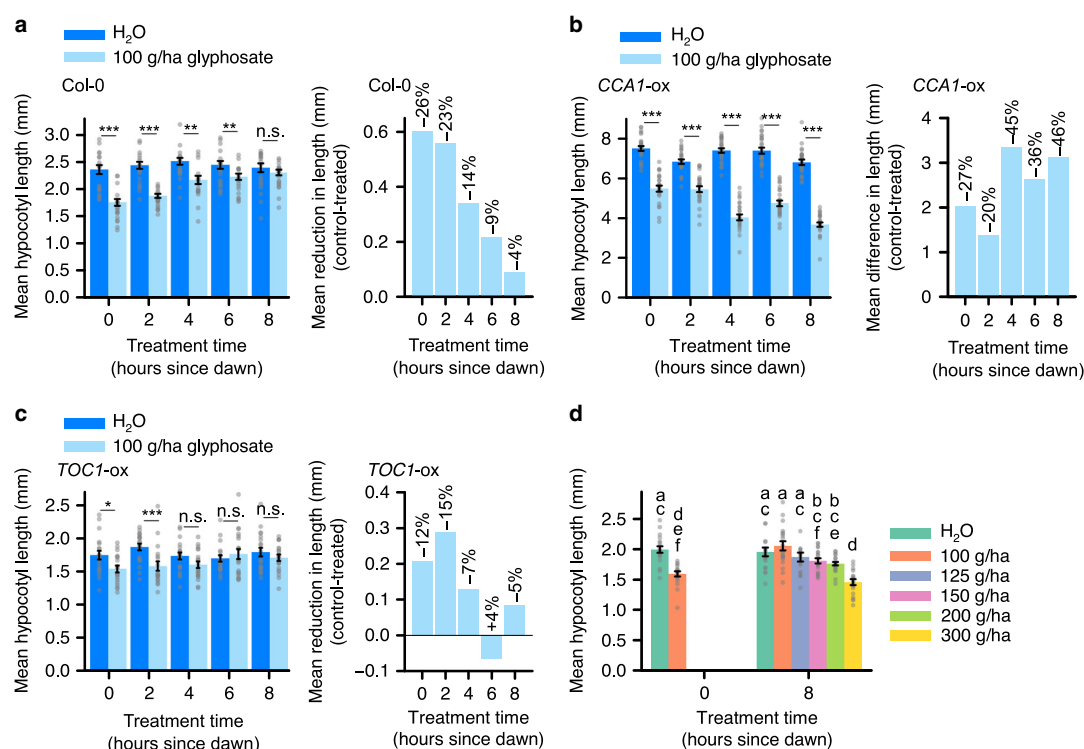 a
H2O
100 g/ha glyphosate
Col-0
Mean hypocotyl length (mm)
3.0
2.5
2.0
1.5
1.0
0.5
0.0
***
***
**
**
n.s.
0 2 4 6 8
Treatment time
(hours since dawn)
Mean reduction in length (mm)
(control-treated)
0.6
0.4
0.2
0.0
–26%
–23%
–14%
–9%
–4%
0 2 4 6 8
Treatment time
(hours since dawn)
b
H2O
100 g/ha glyphosate
CCA1-ox
Mean hypocotyl length (mm)
8
6
4
2
0
***
***
***
***
***
0 2 4 6 8
Treatment time
(hours since dawn)
CCA1-ox
Mean difference in length (mm)
(control-treated)
4
3
2
1
0
–27%
–20%
–45%
–36%
–46%
0 2 4 6 8
Treatment time
(hours since dawn)
c
H2O
100 g/ha glyphosate
TOC1-ox
Mean hypocotyl length (mm)
2.5
2.0
1.5
1.0
0.5
0.0
*
***
n.s.
n.s.
n.s.
0 2 4 6 8
Treatment time
(hours since dawn)
TOC1-ox
Mean reduction in length (mm)
(control-treated)
0.4
0.3
0.2
0.1
0.0
–0.1
–12%
–15%
–7%
+4%
–5%
0 2 4 6 8
Treatment time
(hours since dawn)
d
Mean hypocotyl length (mm)
2.5
2.0
1.5
1.0
0.5
0.0
a
c
d
e
f
a
c
a
c
a
c
b
c
f
b
c
e
d
0 8
Treatment time
(hours since dawn)
H2O
100 g/ha
125 g/ha
150 g/ha
200 g/ha
300 g/ha